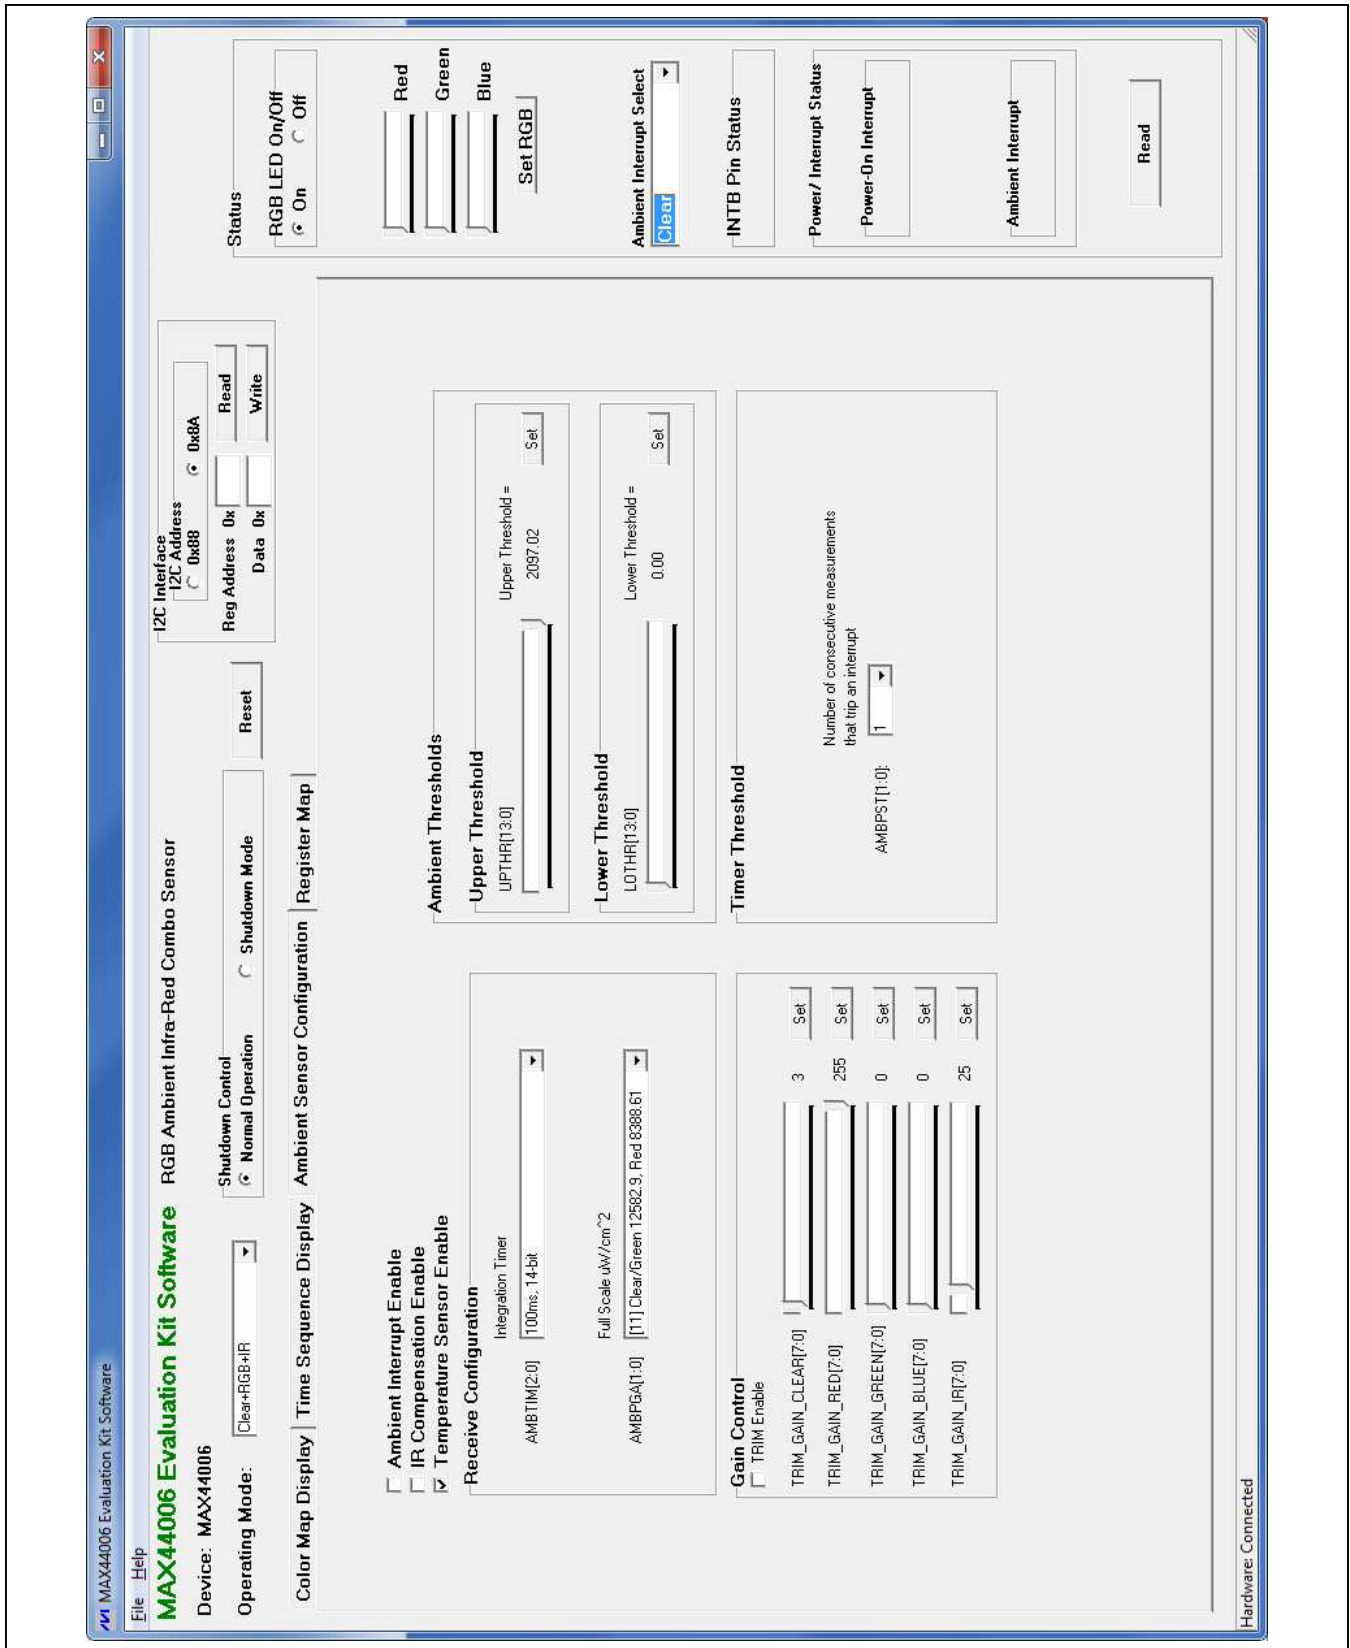 MAX44006 Evaluation Kit Software
File Help
MAX44006 Evaluation Kit Software RGB Ambient Infra-Red Combo Sensor
Device: MAX44006
Operating Mode: Clear+RGB+IR
Shutdown Control
Normal Operation Shutdown Mode
Reset
I2C Interface
I2C Address
0x88 0x8A
Reg Address 0x Read
Data 0x Write
Color Map Display Time Sequence Display Ambient Sensor Configuration Register Map
Ambient Interrupt Enable
IR Compensation Enable
Temperature Sensor Enable
Receive Configuration
Integration Timer
AMBTIM[2:0] 100ms, 14-bit
Full Scale uW/cm^2
AMBPGA[1:0] [11] Clear/Green 12582.9, Red 8388.61
Gain Control
TRIM Enable
TRIM_GAIN_CLEAR[7:0] 3 Set
TRIM_GAIN_RED[7:0] 255 Set
TRIM_GAIN_GREEN[7:0] 0 Set
TRIM_GAIN_BLUE[7:0] 0 Set
TRIM_GAIN_IR[7:0] 25 Set
Ambient Thresholds
Upper Threshold
UPTHR[13:0] Upper Threshold =
2097.02 Set
Lower Threshold
LOTHR[13:0] Lower Threshold =
0.00 Set
Timer Threshold
Number of consecutive measurements
that trip an interrupt
AMBPST[1:0]: 1
Status
RGB LED On/Off
On Off
Red
Green
Blue
Set RGB
Ambient Interrupt Select
Clear
INTB Pin Status
Power/ Interrupt Status
Power-On Interrupt
Ambient Interrupt
Read
Hardware: Connected